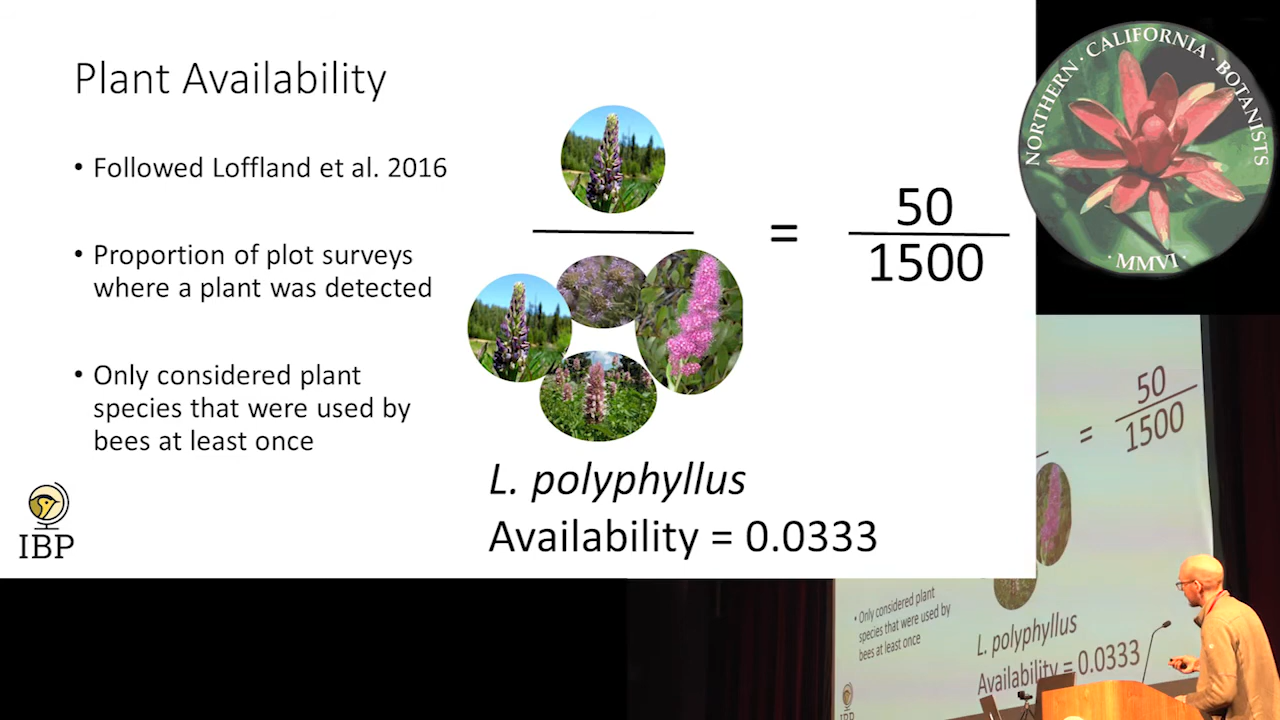 Plant Availability
• Followed Loffland et al. 2016
• Proportion of plot surveys
where a plant was detected
• Only considered plant
species that were used by
bees at least once
IBP
=
50
1500
L. polyphyllus
Availability = 0.0333
NORTHERN · CALIFORNIA · BOTANISTS
· MMVI ·
=
50
1500
• Only considered plant
species that were used by
bees at least once
L. polyphyllus
Availability = 0.0333
IBP